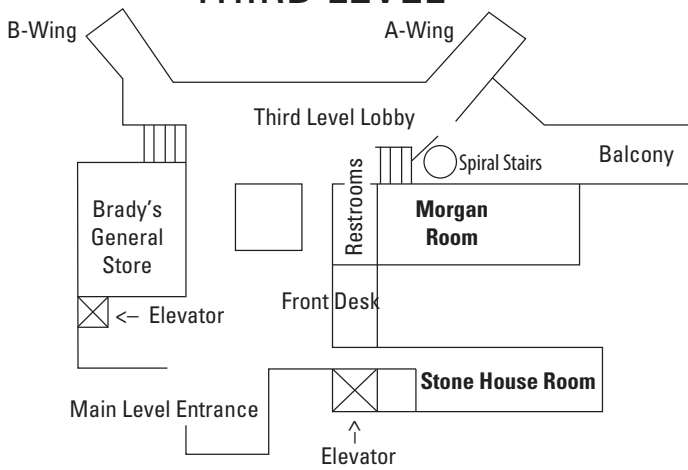 THIRD LEVEL
B-Wing
A-Wing
Third Level Lobby
Spiral Stairs
Balcony
Restrooms
Brady's
General
Store
Morgan
Room
Front Desk
<– Elevator
Stone House Room
Main Level Entrance
<–
Elevator